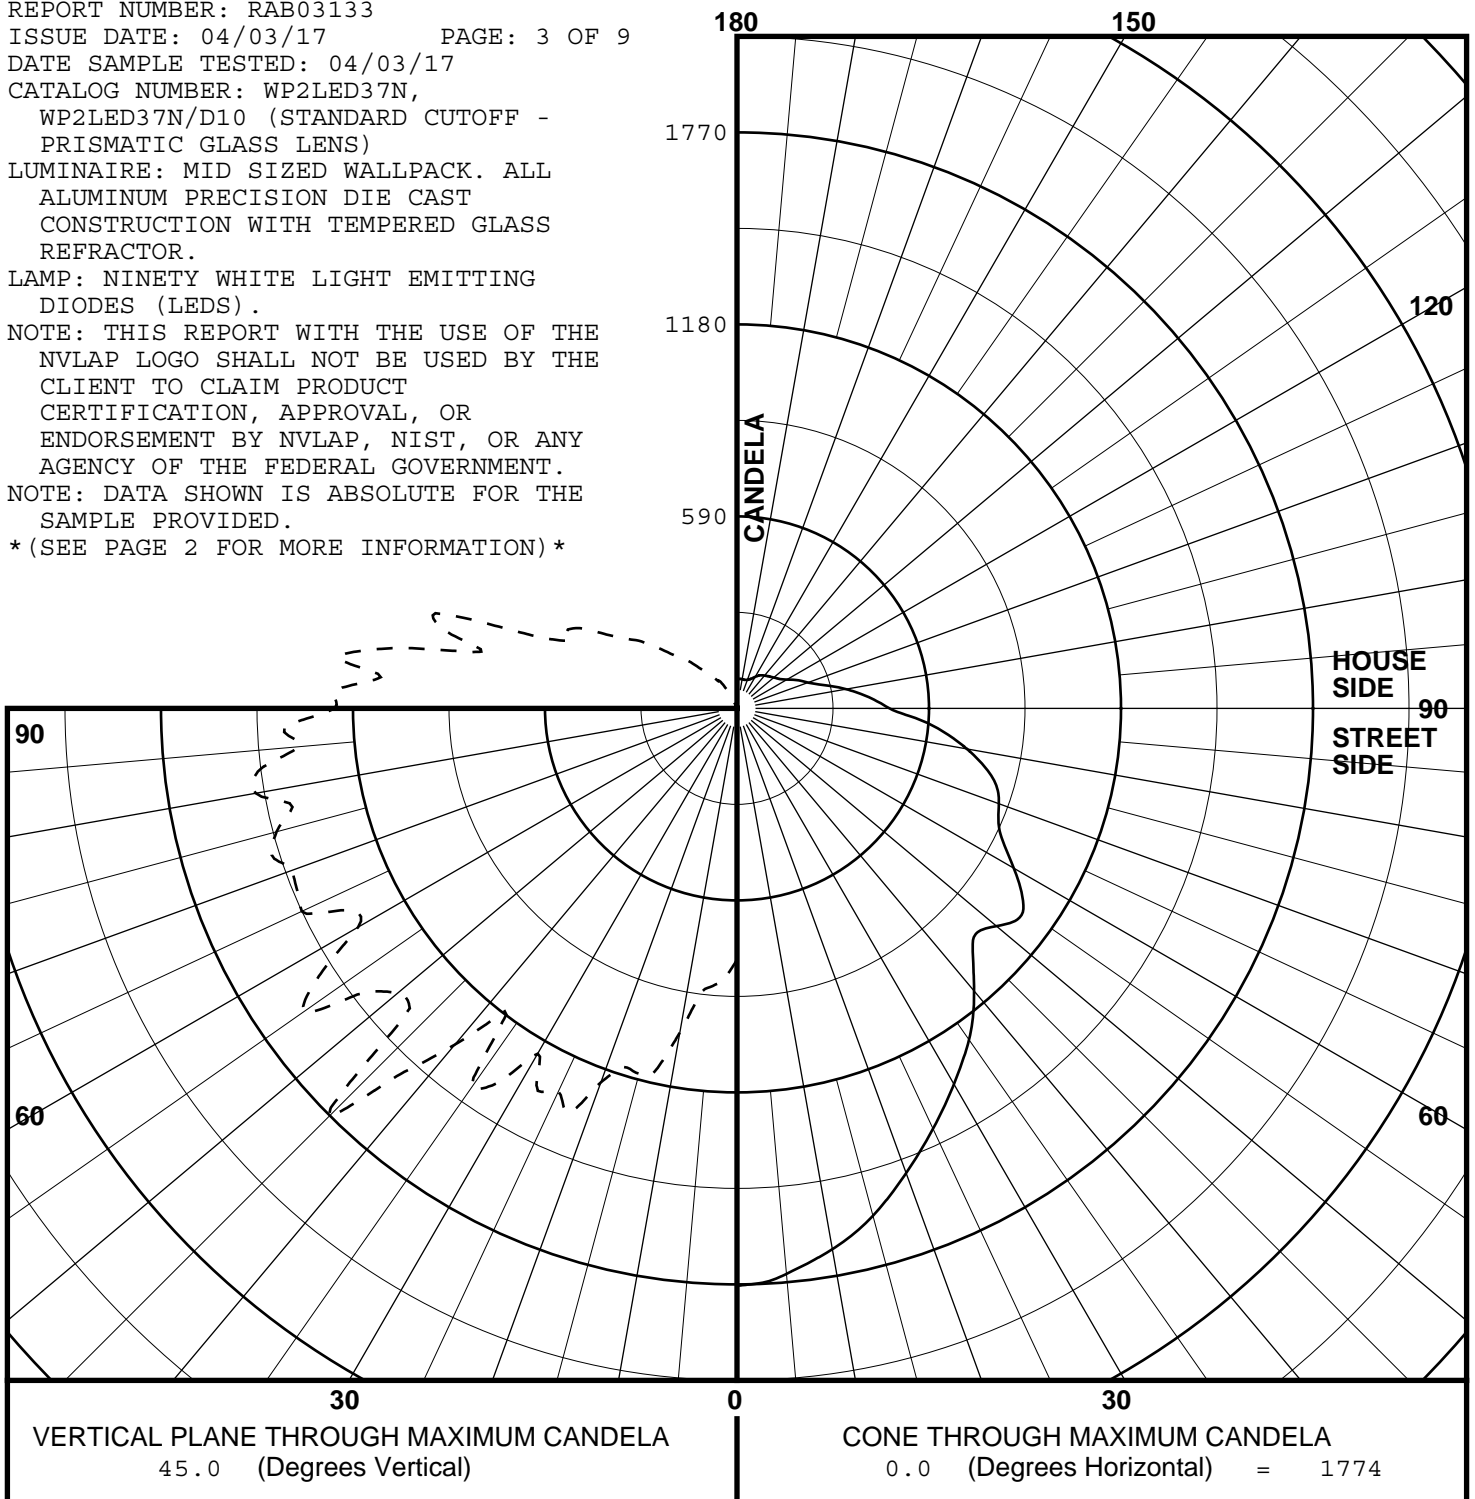 REPORT NUMBER: RAB03133
ISSUE DATE: 04/03/17 PAGE: 3 OF 9
DATE SAMPLE TESTED: 04/03/17
CATALOG NUMBER: WP2LED37N,
WP2LED37N/D10 (STANDARD CUTOFF -
PRISMATIC GLASS LENS)
LUMINAIRE: MID SIZED WALLPACK. ALL
ALUMINUM PRECISION DIE CAST
CONSTRUCTION WITH TEMPERED GLASS
REFRACTOR.
LAMP: NINETY WHITE LIGHT EMITTING
DIODES (LEDS).
NOTE: THIS REPORT WITH THE USE OF THE
NVLAP LOGO SHALL NOT BE USED BY THE
CLIENT TO CLAIM PRODUCT
CERTIFICATION, APPROVAL, OR
ENDORSEMENT BY NVLAP, NIST, OR ANY
AGENCY OF THE FEDERAL GOVERNMENT.
NOTE: DATA SHOWN IS ABSOLUTE FOR THE
SAMPLE PROVIDED.
*(SEE PAGE 2 FOR MORE INFORMATION)*
180
150
1770
120
1180
CANDELA
590
HOUSE
SIDE
90
STREET
SIDE
90
60
60
30
0
30
VERTICAL PLANE THROUGH MAXIMUM CANDELA
45.0 (Degrees Vertical)
CONE THROUGH MAXIMUM CANDELA
0.0 (Degrees Horizontal) = 1774